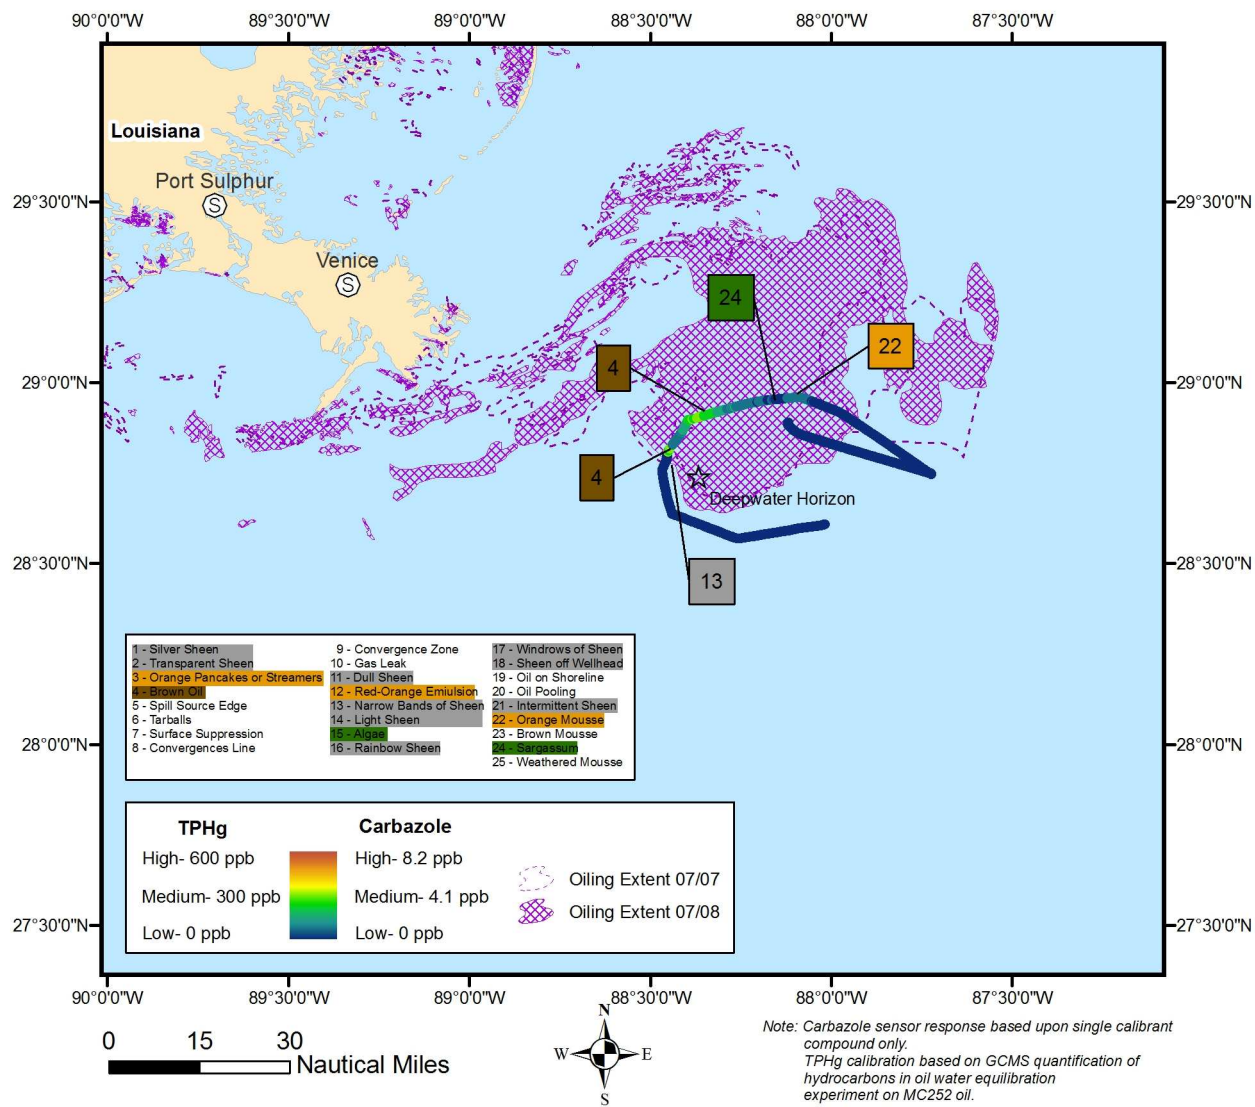 90°0'0"W 89°30'0"W 89°0'0"W 88°30'0"W 88°0'0"W 87°30'0"W
Louisiana
Port Sulphur
S
29°30'0"N 29°30'0"N
Venice
S
24
22
4
29°0'0"N 29°0'0"N
4
Deepwater Horizon
28°30'0"N 28°30'0"N
13
1 - Silver Sheen
2 - Transparent Sheen
3 - Orange Pancakes or Streamers
4 - Brown Oil
5 - Spill Source Edge
6 - Tarballs
7 - Surface Suppression
8 - Convergences Line
9 - Convergence Zone
10 - Gas Leak
11 - Dull Sheen
12 - Red-Orange Emiulsion
13 - Narrow Bands of Sheen
14 - Light Sheen
15 - Algae
16 - Rainbow Sheen
17 - Windrows of Sheen
18 - Sheen off Wellhead
19 - Oil on Shoreline
20 - Oil Pooling
21 - Intermittent Sheen
22 - Orange Mousse
23 - Brown Mousse
24 - Sargassum
25 - Weathered Mousse
28°0'0"N 28°0'0"N
TPHg Carbazole
High- 600 ppb High- 8.2 ppb
Medium- 300 ppb Medium- 4.1 ppb
Low- 0 ppb Low- 0 ppb
Oiling Extent 07/07
Oiling Extent 07/08
27°30'0"N 27°30'0"N
90°0'0"W 89°30'0"W 89°0'0"W 88°30'0"W 88°0'0"W 87°30'0"W
0 15 30
Nautical Miles
N
W E
S
Note: Carbazole sensor response based upon single calibrant
compound only.
TPHg calibration based on GCMS quantification of
hydrocarbons in oil water equilibration
experiment on MC252 oil.